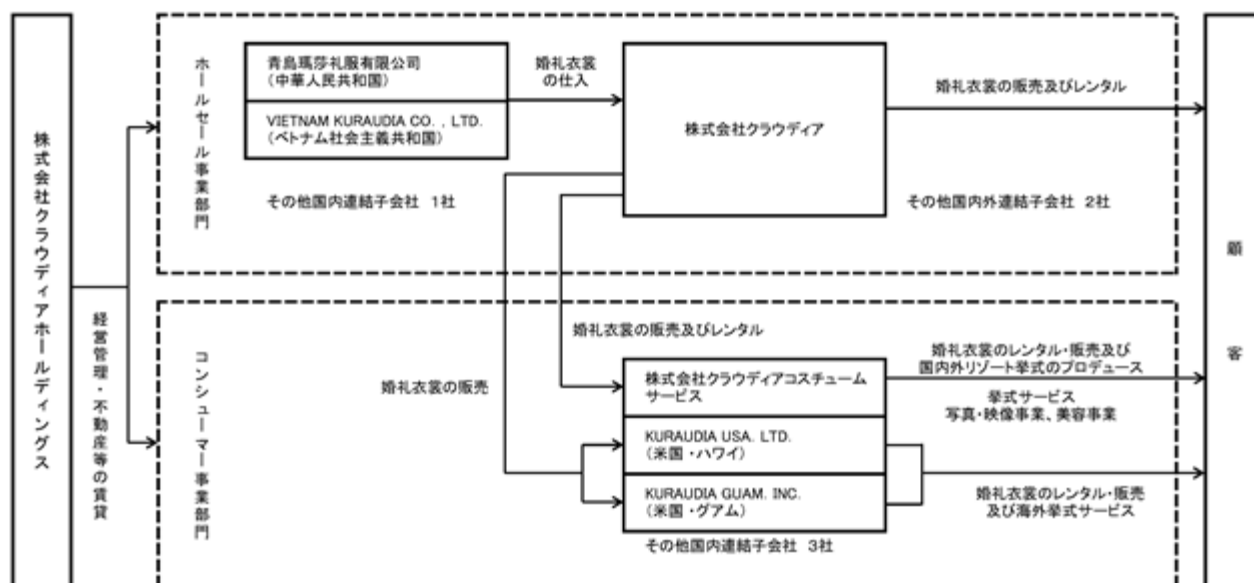 株式会社クラウディアホールディングス
経営管理・不動産等の賃貸
ホールセール事業部門
青島瑪莎礼服有限公司
(中華人民共和国)
VIETNAM KURAUDIA CO. , LTD.
(ベトナム社会主義共和国)
その他国内連結子会社 1社
婚礼衣裳
の仕入
株式会社クラウディア
その他国内外連結子会社 2社
婚礼衣裳の販売及びレンタル
コンシューマー事業部門
婚礼衣裳の販売
婚礼衣裳の販売及びレンタル
株式会社クラウディアコスチューム
サービス
KURAUDIA USA. LTD.
(米国・ハワイ)
KURAUDIA GUAM. INC.
(米国・グアム)
その他国内連結子会社 3社
婚礼衣裳のレンタル・販売及び
国内外リゾート挙式のプロデュース
挙式サービス
写真・映像事業、美容事業
婚礼衣裳のレンタル・販売
及び海外挙式サービス
顧客